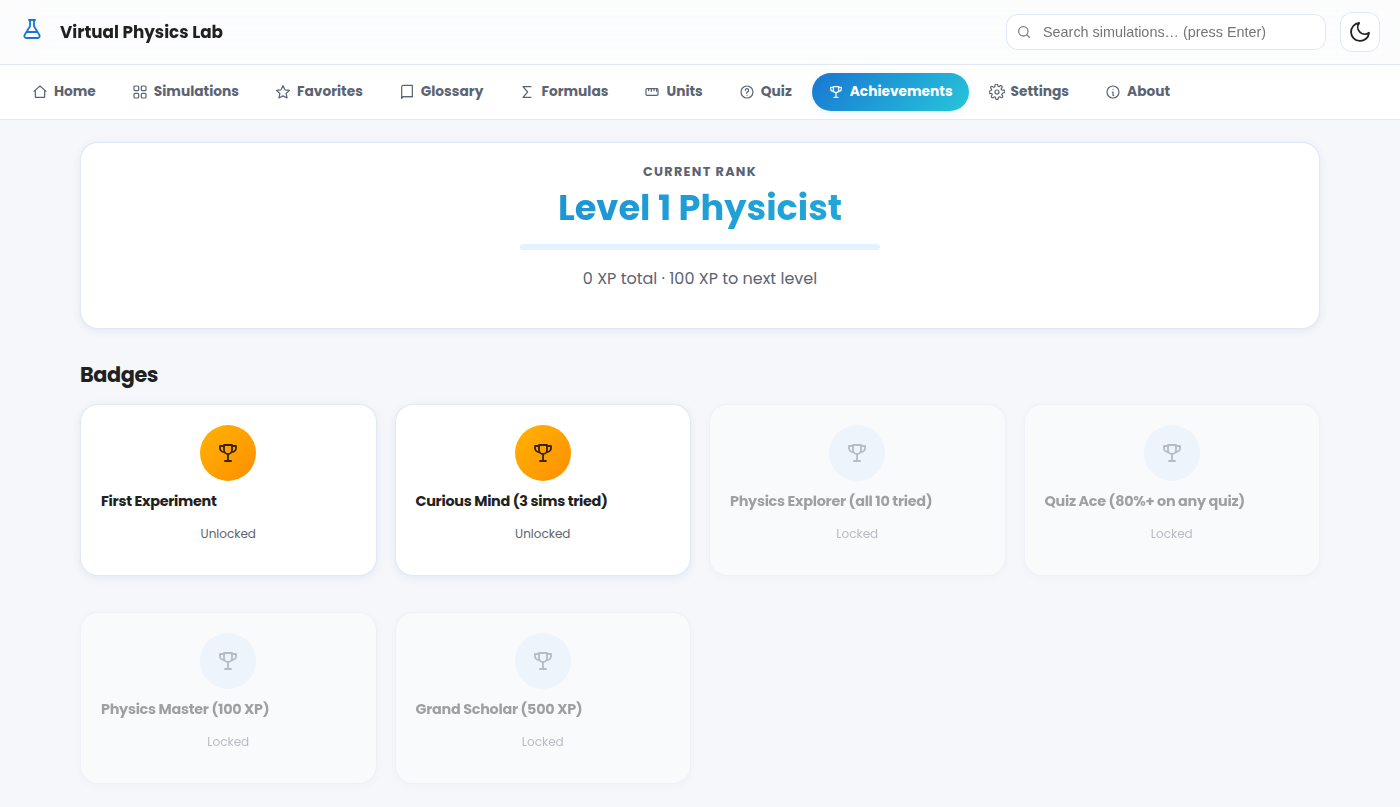 Virtual Physics Lab
Search simulations… (press Enter)
Home
Simulations
Favorites
Glossary
Formulas
Units
Quiz
Achievements
Settings
About
CURRENT RANK
Level 1 Physicist
0 XP total · 100 XP to next level
Badges
First Experiment
Unlocked
Curious Mind (3 sims tried)
Unlocked
Physics Explorer (all 10 tried)
Locked
Quiz Ace (80%+ on any quiz)
Locked
Physics Master (100 XP)
Locked
Grand Scholar (500 XP)
Locked